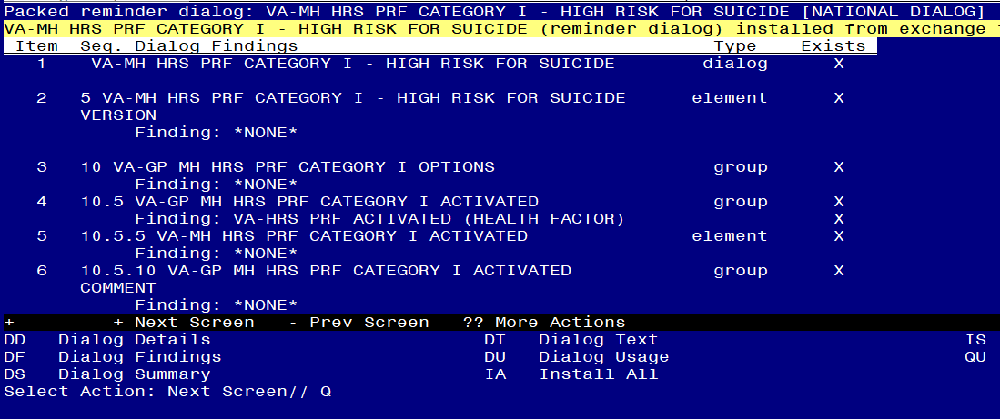 Packed reminder dialog: VA-MH HRS PRF CATEGORY I - HIGH RISK FOR SUICIDE [NATIONAL DIALOG]
VA-MH HRS PRF CATEGORY I - HIGH RISK FOR SUICIDE (reminder dialog) installed from exchange
Item Seq. Dialog Findings Type Exists
1 VA-MH HRS PRF CATEGORY I - HIGH RISK FOR SUICIDE dialog X
2 5 VA-MH HRS PRF CATEGORY I - HIGH RISK FOR SUICIDE element X
VERSION
Finding: *NONE*
3 10 VA-GP MH HRS PRF CATEGORY I OPTIONS group X
Finding: *NONE*
4 10.5 VA-GP MH HRS PRF CATEGORY I ACTIVATED group X
Finding: VA-HRS PRF ACTIVATED (HEALTH FACTOR) X
5 10.5.5 VA-MH HRS PRF CATEGORY I ACTIVATED element X
Finding: *NONE*
6 10.5.10 VA-GP MH HRS PRF CATEGORY I ACTIVATED group X
COMMENT
Finding: *NONE*
+ + Next Screen - Prev Screen ?? More Actions
DD Dialog Details DT Dialog Text IS
DF Dialog Findings DU Dialog Usage QU
DS Dialog Summary IA Install All
Select Action: Next Screen// Q